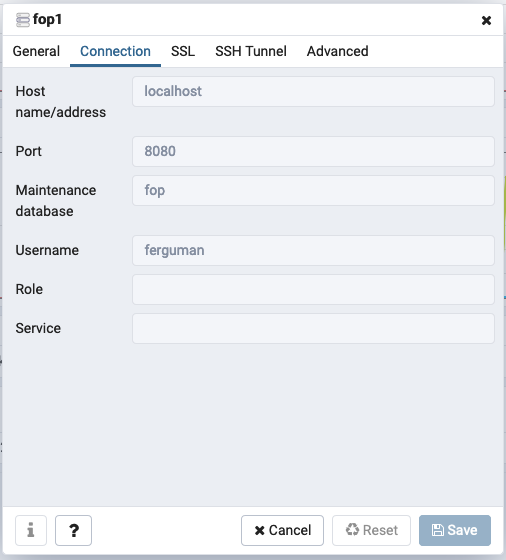 fop1
General Connection SSL SSH Tunnel Advanced
Host name/address localhost
Port 8080
Maintenance database fop
Username ferguman
Role
Service
i ? Cancel Reset Save